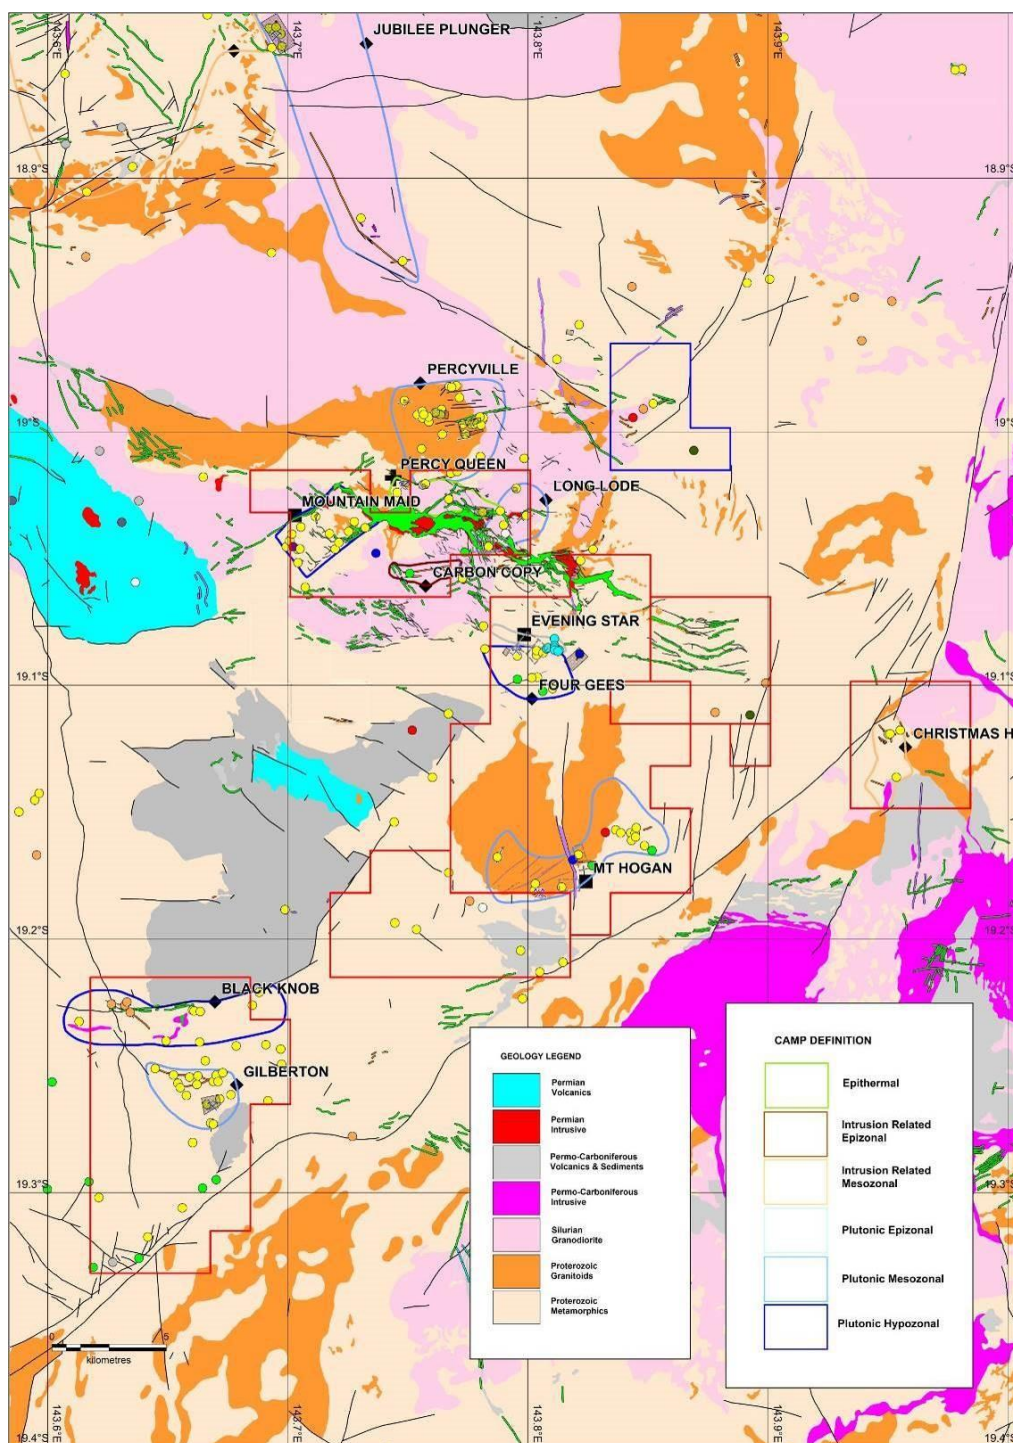 143.6°E
143.7°E
143.8°E
143.9°E
JUBILEE PLUNGER
18.9°S
18.9°S
PERCYVILLE
19°S
19°S
PERCY QUEEN
MOUNTAIN MAID
LONG LODE
CARBON COPY
EVENING STAR
19.1°S
19.1°S
FOUR GEES
CHRISTMAS H
MT HOGAN
19.2°S
19.2°S
BLACK KNOB
GILBERTON
19.3°S
19.3°S
GEOLOGY LEGEND
Permian
Volcanics
Permian
Intrusive
Permo-Carboniferous
Volcanics & Sediments
Permo-Carboniferous
Intrusive
Silurian
Granodiorite
Proterozoic
Granitoids
Proterozoic
Metamorphics
CAMP DEFINITION
Epithermal
Intrusion Related
Epizonal
Intrusion Related
Mesozonal
Plutonic Epizonal
Plutonic Mesozonal
Plutonic Hypozonal
0 5
kilometres
143.6°E
143.7°E
143.8°E
143.9°E
19.4°S
19.4°S